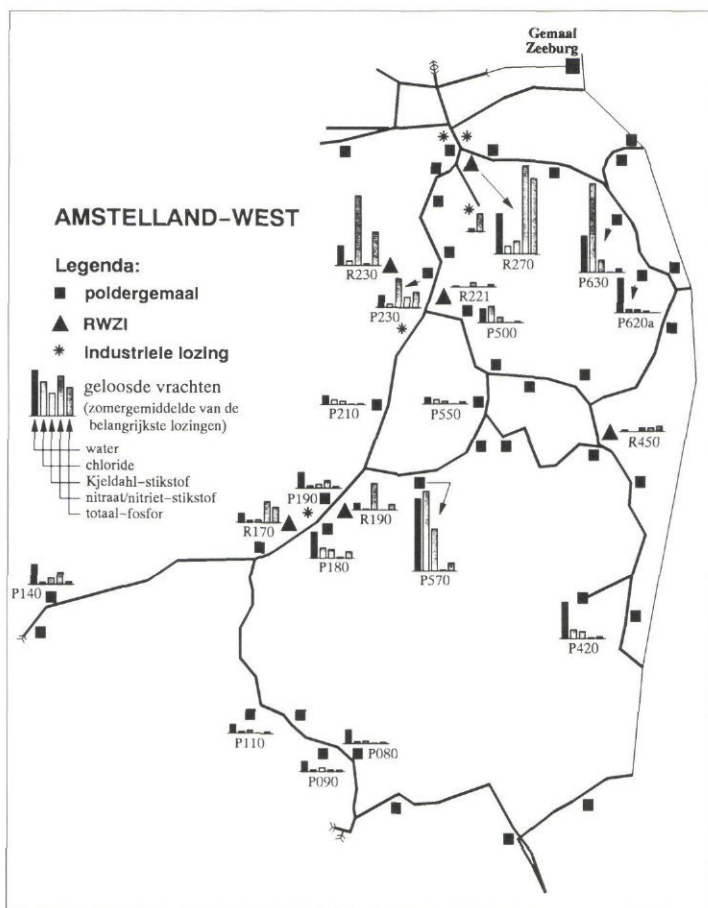 Gemaal
Zeeburg
AMSTELLAND-WEST
Legenda:
poldergemaal
RWZI
Industriele lozing
geloosde vrachten
(zomergemiddelde van de
belangrijkste lozingen)
water
chloride
Kjeldahl-stikstof
nitraat/nitriet-stikstof
totaal-fosfor
R230
R270
P630
P230
R221
P620a
P500
P210
P550
R450
P190
R170
R190
P180
P570
P140
P420
P110
P080
P090